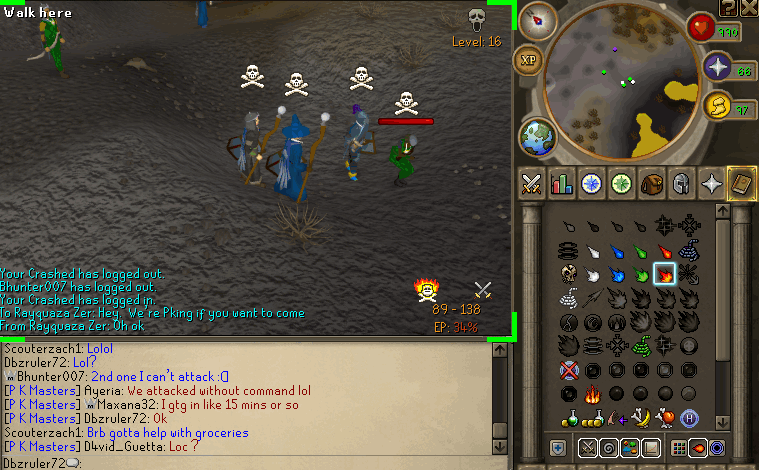 Walk here
Level: 16
990
XP
66
97
Your Crashed has logged out.
Bhunter007 has logged out.
Your Crashed has logged in.
To Rayquaza Zer: Hey, We're Pking if you want to come
From Rayquaza Zer: Oh ok
89 - 138
EP: 34%
Scouterzach1: Lolol
Dbzruler72: Lol?
Bhunter007: 2nd one I can't attack :(]
[P K Masters] Ayeria: We attacked without command lol
[P K Masters] Maxana32: I gtg in like 15 mins or so
[P K Masters] Dbzruler72: Ok
Scouterzach1: Brb gotta help with groceries
[P K Masters] D4vid_Guetta: Loc ?
Dbzruler72: